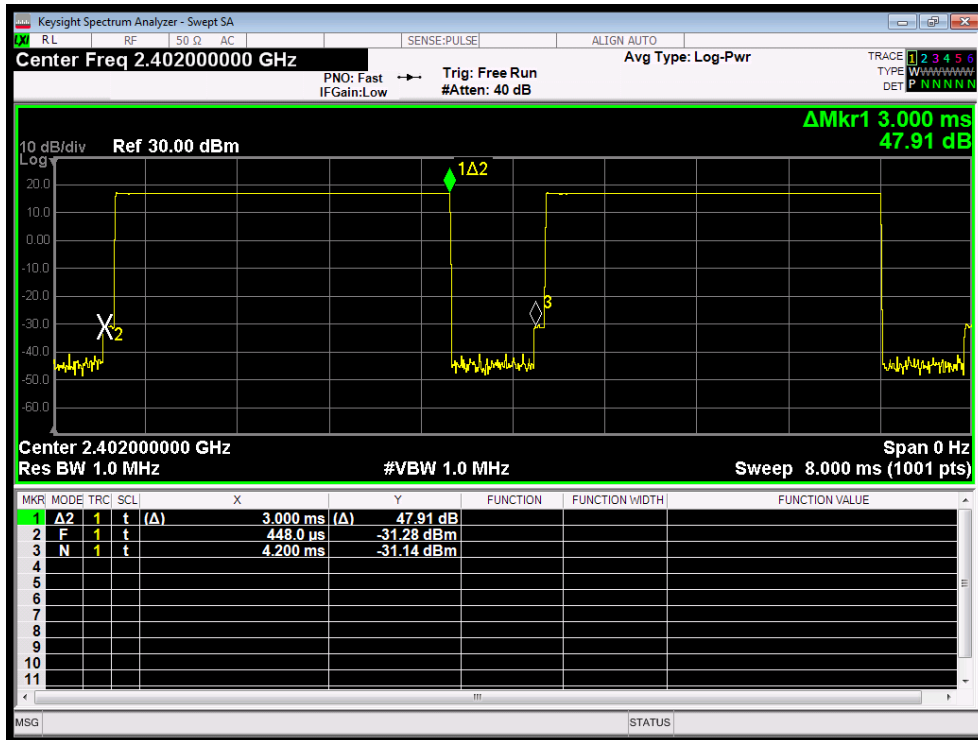 Keysight Spectrum Analyzer - Swept SA
LXI RL RF 50 Ω AC SENSE:PULSE ALIGN AUTO
Center Freq 2.402000000 GHz
PNO: Fast
IFGain:Low
Trig: Free Run
#Atten: 40 dB
Avg Type: Log-Pwr
TRACE 1 2 3 4 5 6
TYPE WWWWWW
DET P N N N N N
ΔMkr1 3.000 ms
47.91 dB
10 dB/div Ref 30.00 dBm
Log
20.0
10.0
0.00
-10.0
-20.0
-30.0
-40.0
-50.0
-60.0
1Δ2
2
3
Center 2.402000000 GHz Span 0 Hz
Res BW 1.0 MHz #VBW 1.0 MHz Sweep 8.000 ms (1001 pts)
MKR MODE TRC SCL X Y FUNCTION FUNCTION WIDTH FUNCTION VALUE
1 Δ2 1 t (Δ) 3.000 ms (Δ) 47.91 dB
2 F 1 t 448.0 µs -31.28 dBm
3 N 1 t 4.200 ms -31.14 dBm
4
5
6
7
8
9
10
11
MSG STATUS